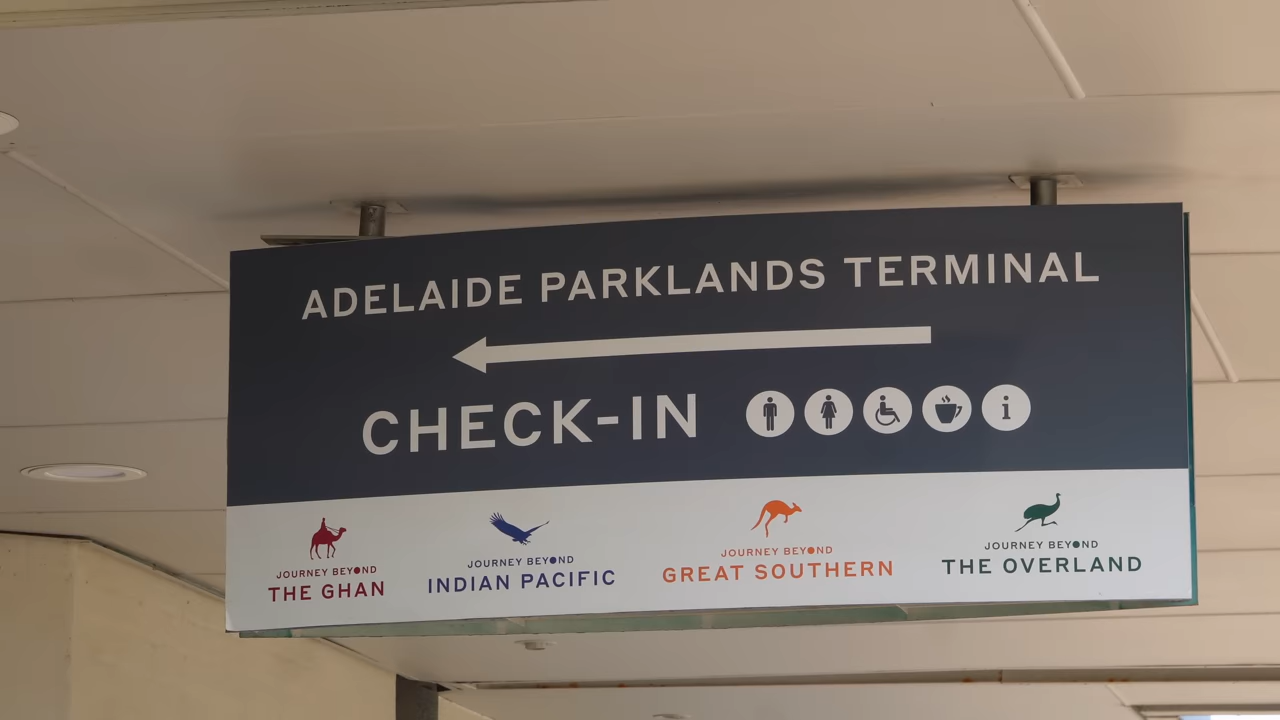 ADELAIDE PARKLANDS TERMINAL
CHECK-IN
i
JOURNEY BEYOND
THE GHAN
JOURNEY BEYOND
INDIAN PACIFIC
JOURNEY BEYOND
GREAT SOUTHERN
JOURNEY BEYOND
THE OVERLAND